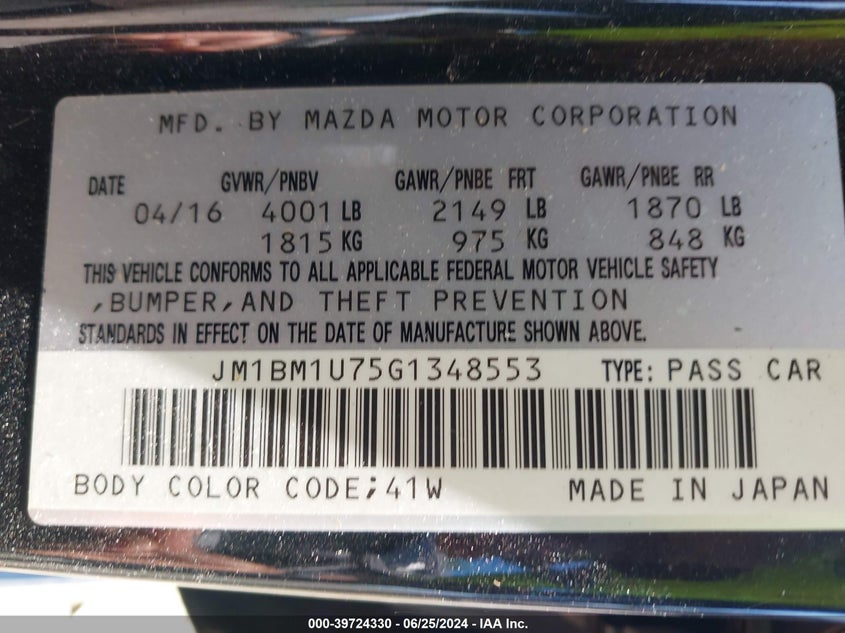 MFD. BY MAZDA MOTOR CORPORATION
DATE GVWR/PNBV GAWR/PNBE FRT GAWR/PNBE RR
04/16 4001 LB 2149 LB 1870 LB
1815 KG 975 KG 848 KG
THIS VEHICLE CONFORMS TO ALL APPLICABLE FEDERAL MOTOR VEHICLE SAFETY
,BUMPER,AND THEFT PREVENTION
STANDARDS IN EFFECT ON THE DATE OF MANUFACTURE SHOWN ABOVE.
JM1BM1U75G1348553 TYPE: PASS CAR
BODY COLOR CODE;41W MADE IN JAPAN
000-39724330 - 06/25/2024 - IAAI.com